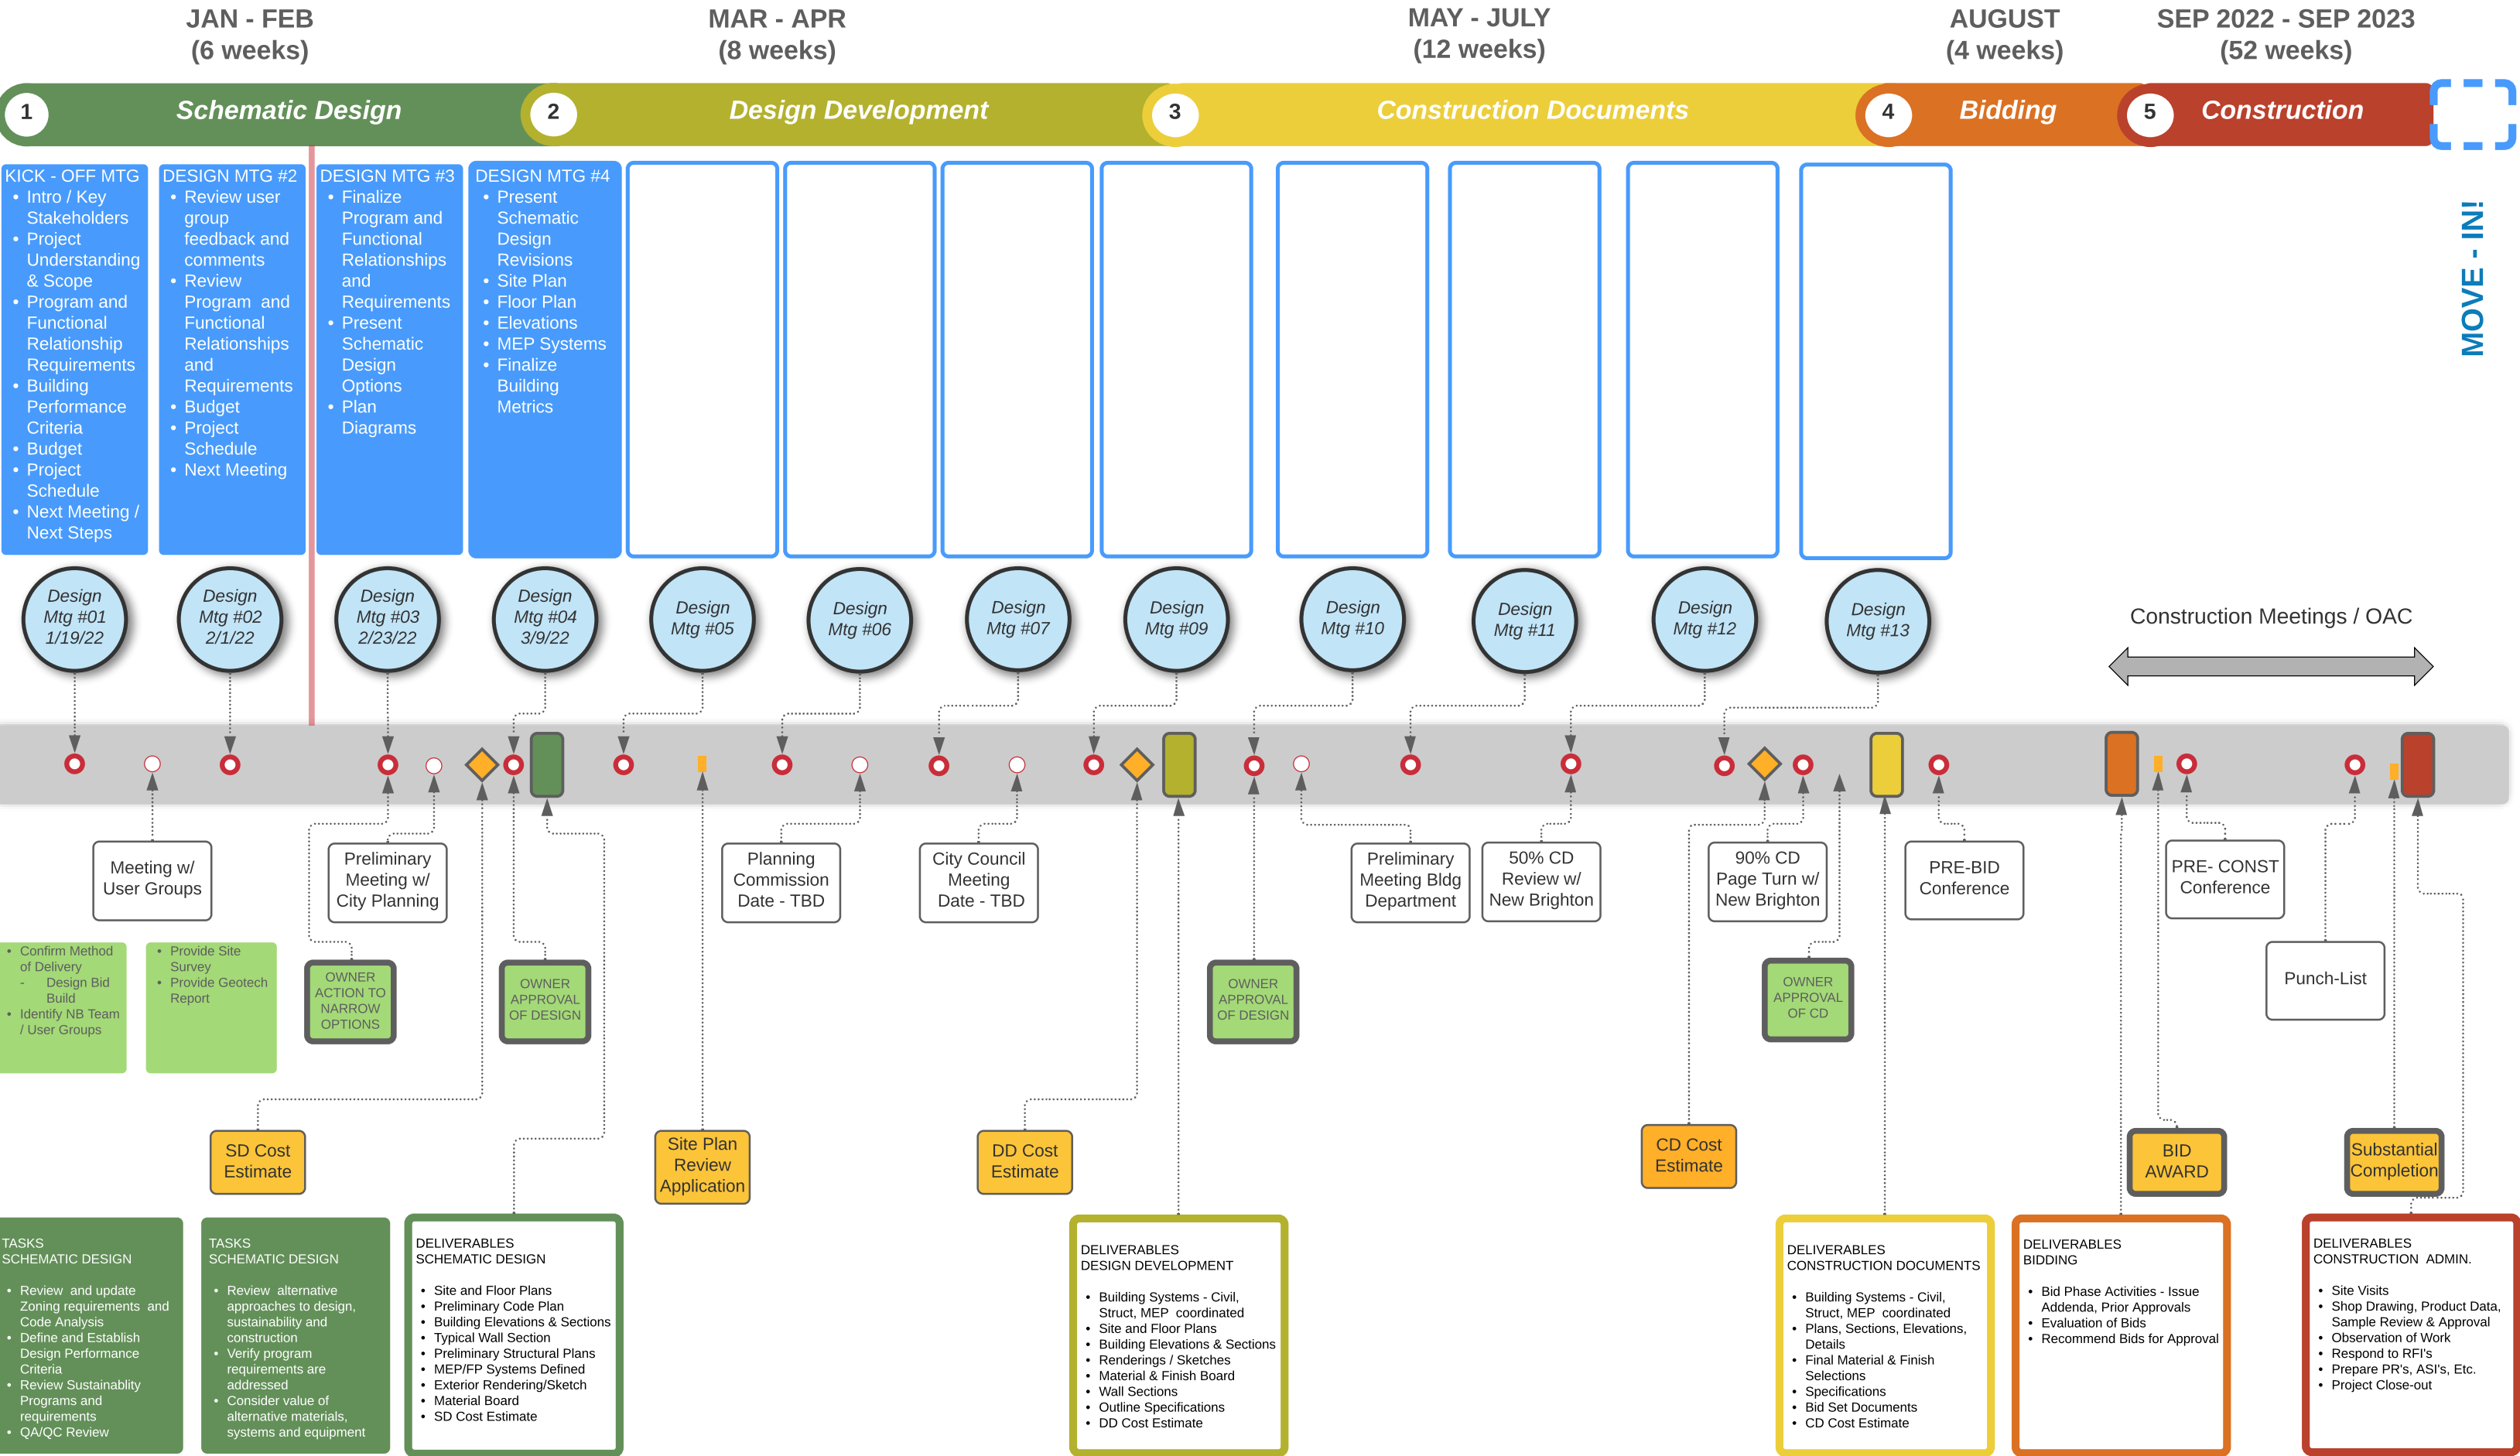 JAN - FEB
(6 weeks)
MAR - APR
(8 weeks)
MAY - JULY
(12 weeks)
AUGUST
(4 weeks)
SEP 2022 - SEP 2023
(52 weeks)
1
Schematic Design
2
Design Development
3
Construction Documents
4
Bidding
5
Construction
MOVE - IN!
KICK - OFF MTG
• Intro / Key
Stakeholders
• Project
Understanding
& Scope
• Program and
Functional
Relationship
Requirements
• Building
Performance
Criteria
• Budget
• Project
Schedule
• Next Meeting /
Next Steps
DESIGN MTG #2
• Review user
group
feedback and
comments
• Review
Program and
Functional
Relationships
and
Requirements
• Budget
• Project
Schedule
• Next Meeting
DESIGN MTG #3
• Finalize
Program and
Functional
Relationships
and
Requirements
• Present
Schematic
Design
Options
• Plan
Diagrams
DESIGN MTG #4
• Present
Schematic
Design
Revisions
• Site Plan
• Floor Plan
• Elevations
• MEP Systems
• Finalize
Building
Metrics
Design
Mtg #01
1/19/22
Design
Mtg #02
2/1/22
Design
Mtg #03
2/23/22
Design
Mtg #04
3/9/22
Design
Mtg #05
Design
Mtg #06
Design
Mtg #07
Design
Mtg #09
Design
Mtg #10
Design
Mtg #11
Design
Mtg #12
Design
Mtg #13
Construction Meetings / OAC
Meeting w/
User Groups
Preliminary
Meeting w/
City Planning
Planning
Commission
Date - TBD
City Council
Meeting
Date - TBD
Preliminary
Meeting Bldg
Department
50% CD
Review w/
New Brighton
90% CD
Page Turn w/
New Brighton
PRE-BID
Conference
PRE- CONST
Conference
Punch-List
• Confirm Method
of Delivery
- Design Bid
Build
• Identify NB Team
/ User Groups
• Provide Site
Survey
• Provide Geotech
Report
OWNER
ACTION TO
NARROW
OPTIONS
OWNER
APPROVAL
OF DESIGN
OWNER
APPROVAL
OF DESIGN
OWNER
APPROVAL
OF CD
SD Cost
Estimate
Site Plan
Review
Application
DD Cost
Estimate
CD Cost
Estimate
BID
AWARD
Substantial
Completion
TASKS
SCHEMATIC DESIGN
• Review and update
Zoning requirements and
Code Analysis
• Define and Establish
Design Performance
Criteria
• Review Sustainablity
Programs and
requirements
• QA/QC Review
TASKS
SCHEMATIC DESIGN
• Review alternative
approaches to design,
sustainability and
construction
• Verify program
requirements are
addressed
• Consider value of
alternative materials,
systems and equipment
DELIVERABLES
SCHEMATIC DESIGN
• Site and Floor Plans
• Preliminary Code Plan
• Building Elevations & Sections
• Typical Wall Section
• Preliminary Structural Plans
• MEP/FP Systems Defined
• Exterior Rendering/Sketch
• Material Board
• SD Cost Estimate
DELIVERABLES
DESIGN DEVELOPMENT
• Building Systems - Civil,
Struct, MEP coordinated
• Site and Floor Plans
• Building Elevations & Sections
• Renderings / Sketches
• Material & Finish Board
• Wall Sections
• Outline Specifications
• DD Cost Estimate
DELIVERABLES
CONSTRUCTION DOCUMENTS
• Building Systems - Civil,
Struct, MEP coordinated
• Plans, Sections, Elevations,
Details
• Final Material & Finish
Selections
• Specifications
• Bid Set Documents
• CD Cost Estimate
DELIVERABLES
BIDDING
• Bid Phase Activities - Issue
Addenda, Prior Approvals
• Evaluation of Bids
• Recommend Bids for Approval
DELIVERABLES
CONSTRUCTION ADMIN.
• Site Visits
• Shop Drawing, Product Data,
Sample Review & Approval
• Observation of Work
• Respond to RFI's
• Prepare PR's, ASI's, Etc.
• Project Close-out